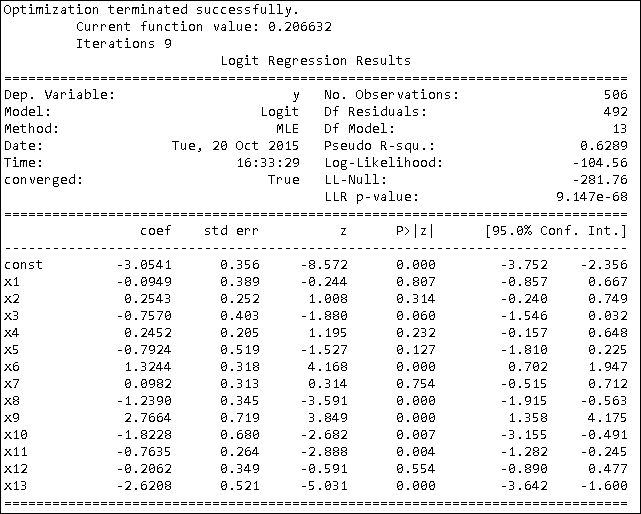 Optimization terminated successfully.
Current function value: 0.206632
Iterations 9
Logit Regression Results
==============================================================================
Dep. Variable: y No. Observations: 506
Model: Logit Df Residuals: 492
Method: MLE Df Model: 13
Date: Tue, 20 Oct 2015 Pseudo R-squ.: 0.6289
Time: 16:33:29 Log-Likelihood: -104.56
converged: True LL-Null: -281.76
LLR p-value: 9.147e-68
==============================================================================
coef std err z P>|z| [95.0% Conf. Int.]
------------------------------------------------------------------------------
const -3.0541 0.356 -8.572 0.000 -3.752 -2.356
x1 -0.0949 0.389 -0.244 0.807 -0.857 0.667
x2 0.2543 0.252 1.008 0.314 -0.240 0.749
x3 -0.7570 0.403 -1.880 0.060 -1.546 0.032
x4 0.2452 0.205 1.195 0.232 -0.157 0.648
x5 -0.7924 0.519 -1.527 0.127 -1.810 0.225
x6 1.3244 0.318 4.168 0.000 0.702 1.947
x7 0.0982 0.313 0.314 0.754 -0.515 0.712
x8 -1.2390 0.345 -3.591 0.000 -1.915 -0.563
x9 2.7664 0.719 3.849 0.000 1.358 4.175
x10 -1.8228 0.680 -2.682 0.007 -3.155 -0.491
x11 -0.7635 0.264 -2.888 0.004 -1.282 -0.245
x12 -0.2062 0.349 -0.591 0.554 -0.890 0.477
x13 -2.6208 0.521 -5.031 0.000 -3.642 -1.600
==============================================================================